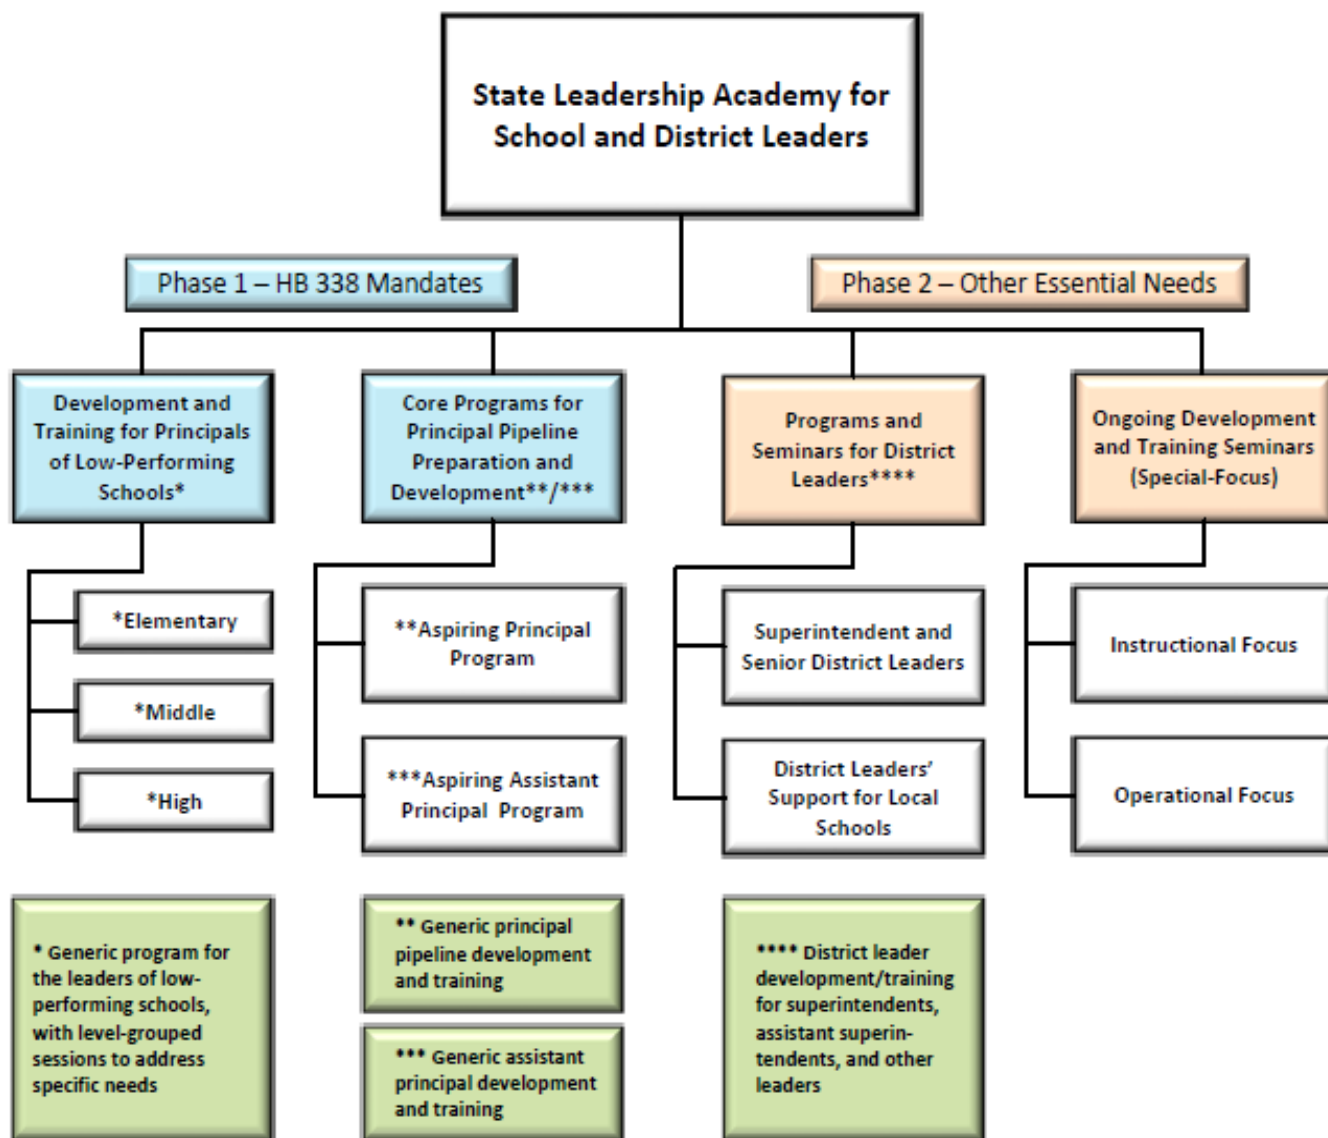 State Leadership Academy for
School and District Leaders
Phase 1 – HB 338 Mandates
Phase 2 – Other Essential Needs
Development and
Training for Principals
of Low-Performing
Schools*
*Elementary
*Middle
*High
Core Programs for
Principal Pipeline
Preparation and
Development**/***
**Aspiring Principal
Program
***Aspiring Assistant
Principal Program
Programs and
Seminars for District
Leaders****
Superintendent and
Senior District Leaders
District Leaders’
Support for Local
Schools
Ongoing Development
and Training Seminars
(Special-Focus)
Instructional Focus
Operational Focus
* Generic program for
the leaders of low-
performing schools,
with level-grouped
sessions to address
specific needs
** Generic principal
pipeline development
and training
*** Generic assistant
principal development
and training
**** District leader
development/training
for superintendents,
assistant superin-
tendents, and other
leaders